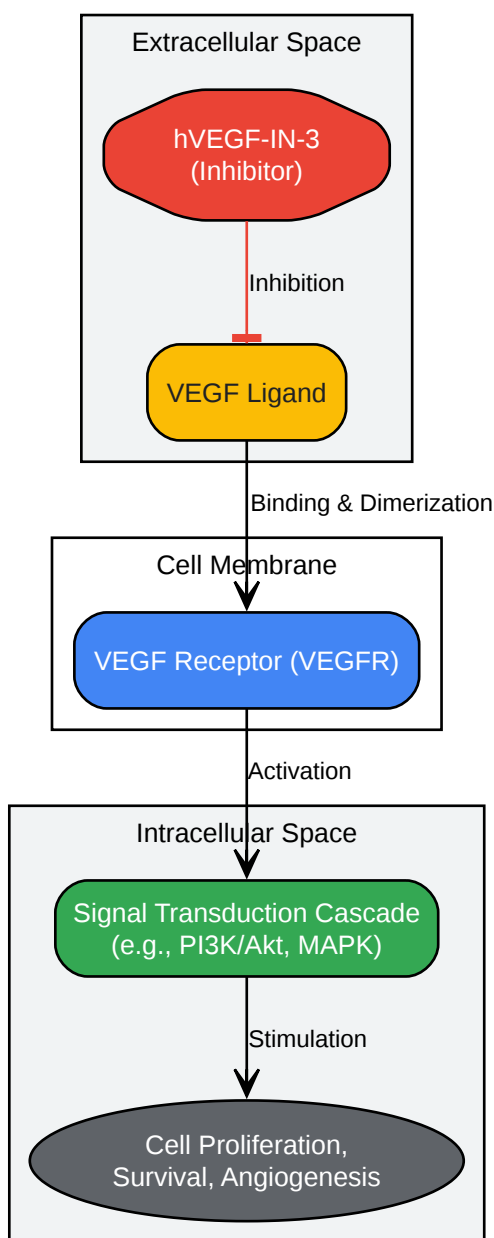 Extracellular Space
hVEGF-IN-3
(Inhibitor)
Inhibition
VEGF Ligand
Binding & Dimerization
Cell Membrane
VEGF Receptor (VEGFR)
Activation
Intracellular Space
Signal Transduction Cascade
(e.g., PI3K/Akt, MAPK)
Stimulation
Cell Proliferation,
Survival, Angiogenesis